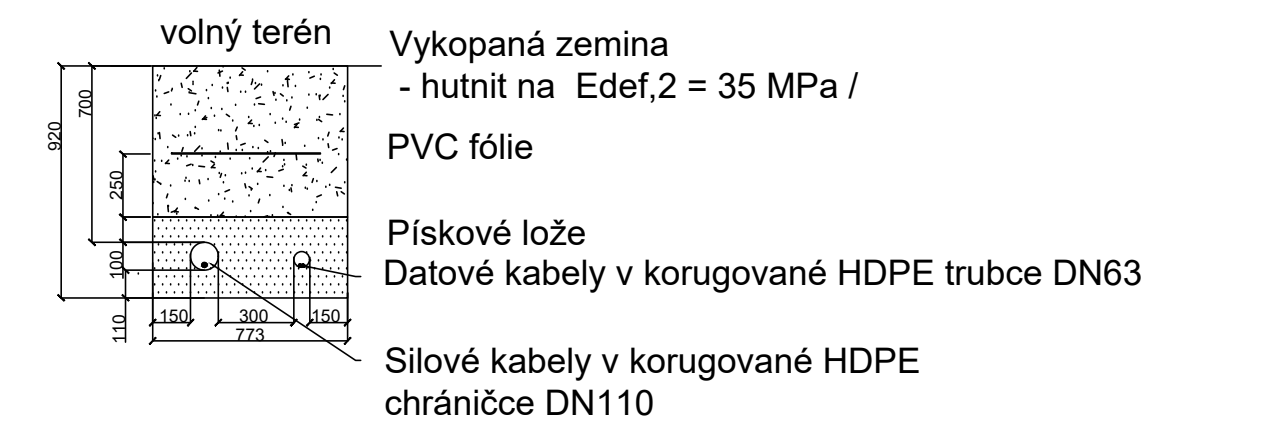 volný terén
Vykopaná zemina
- hutnit na Edef,2 = 35 MPa /
PVC fólie
Pískové lože
Datové kabely v korugované HDPE trubce DN63
Silové kabely v korugované HDPE
chráničce DN110
920
700
250
100
110
150
300
150
773